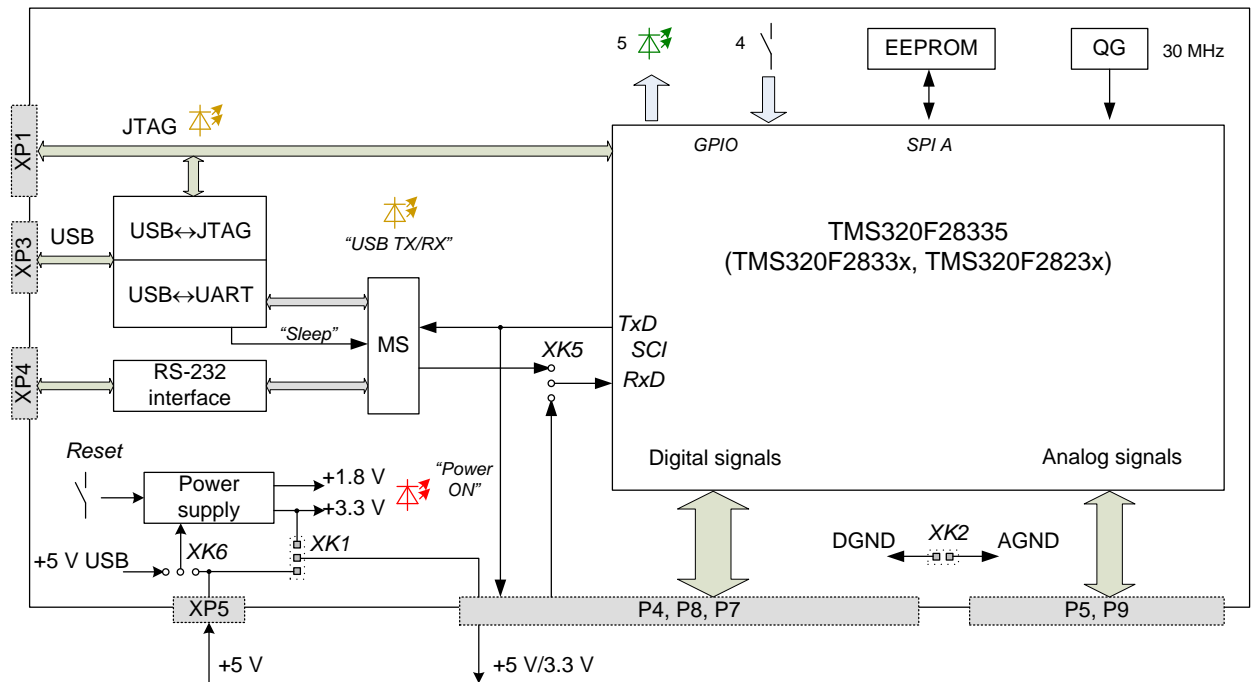 5
4
EEPROM
QG
30 MHz
XP1
JTAG
GPIO
SPI A
XP3
USB
USB↔JTAG
USB↔UART
“USB TX/RX”
TMS320F28335
(TMS320F2833x, TMS320F2823x)
“Sleep”
MS
TxD
SCI
RxD
XK5
XP4
RS-232
interface
Reset
Power
supply
+1.8 V
+3.3 V
“Power
ON”
Digital signals
Analog signals
+5 V USB
XK6
XK1
DGND
XK2
AGND
XP5
P4, P8, P7
P5, P9
+5 V
+5 V/3.3 V